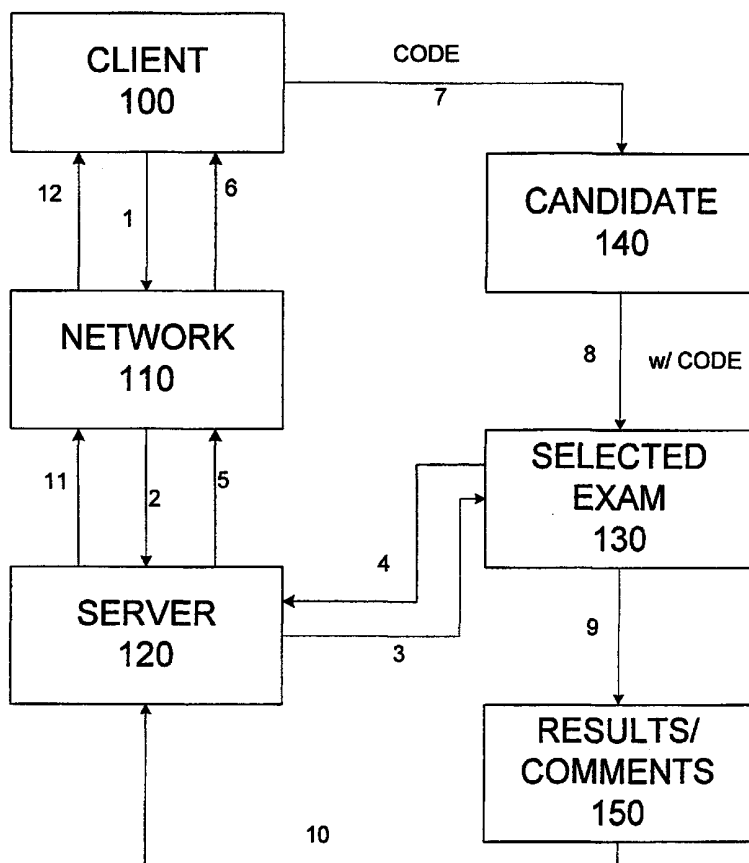 CLIENT
100
CODE
7
12
1
6
CANDIDATE
140
NETWORK
110
8
w/ CODE
11
2
5
SELECTED
EXAM
130
4
3
SERVER
120
9
RESULTS/
COMMENTS
150
10